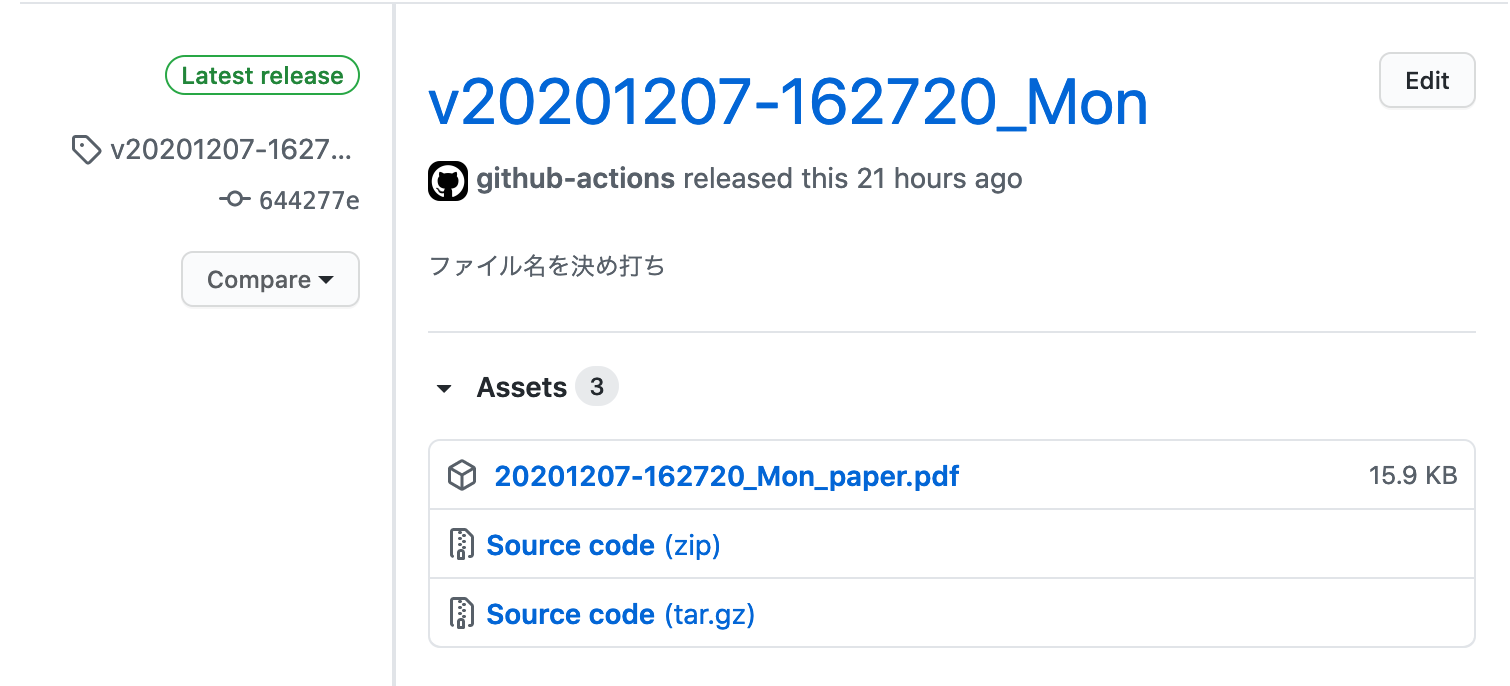 Latest release
v20201207-1627...
644277e
Compare
v20201207-162720_Mon
Edit
github-actions released this 21 hours ago
ファイル名を決め打ち
Assets 3
20201207-162720_Mon_paper.pdf 15.9 KB
Source code (zip)
Source code (tar.gz)